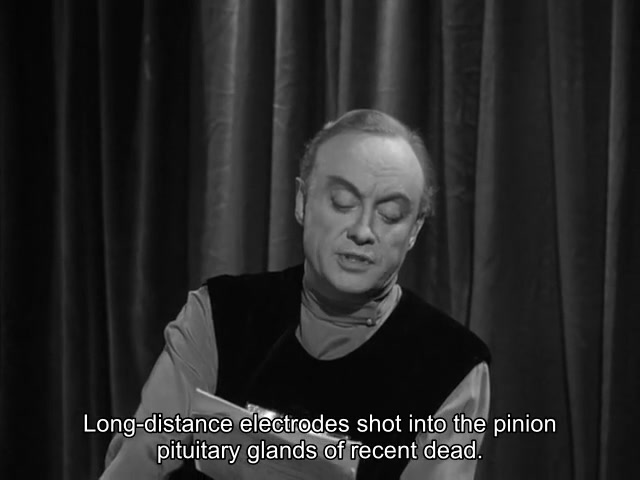 Long-distance electrodes shot into the pinion
pituitary glands of recent dead.